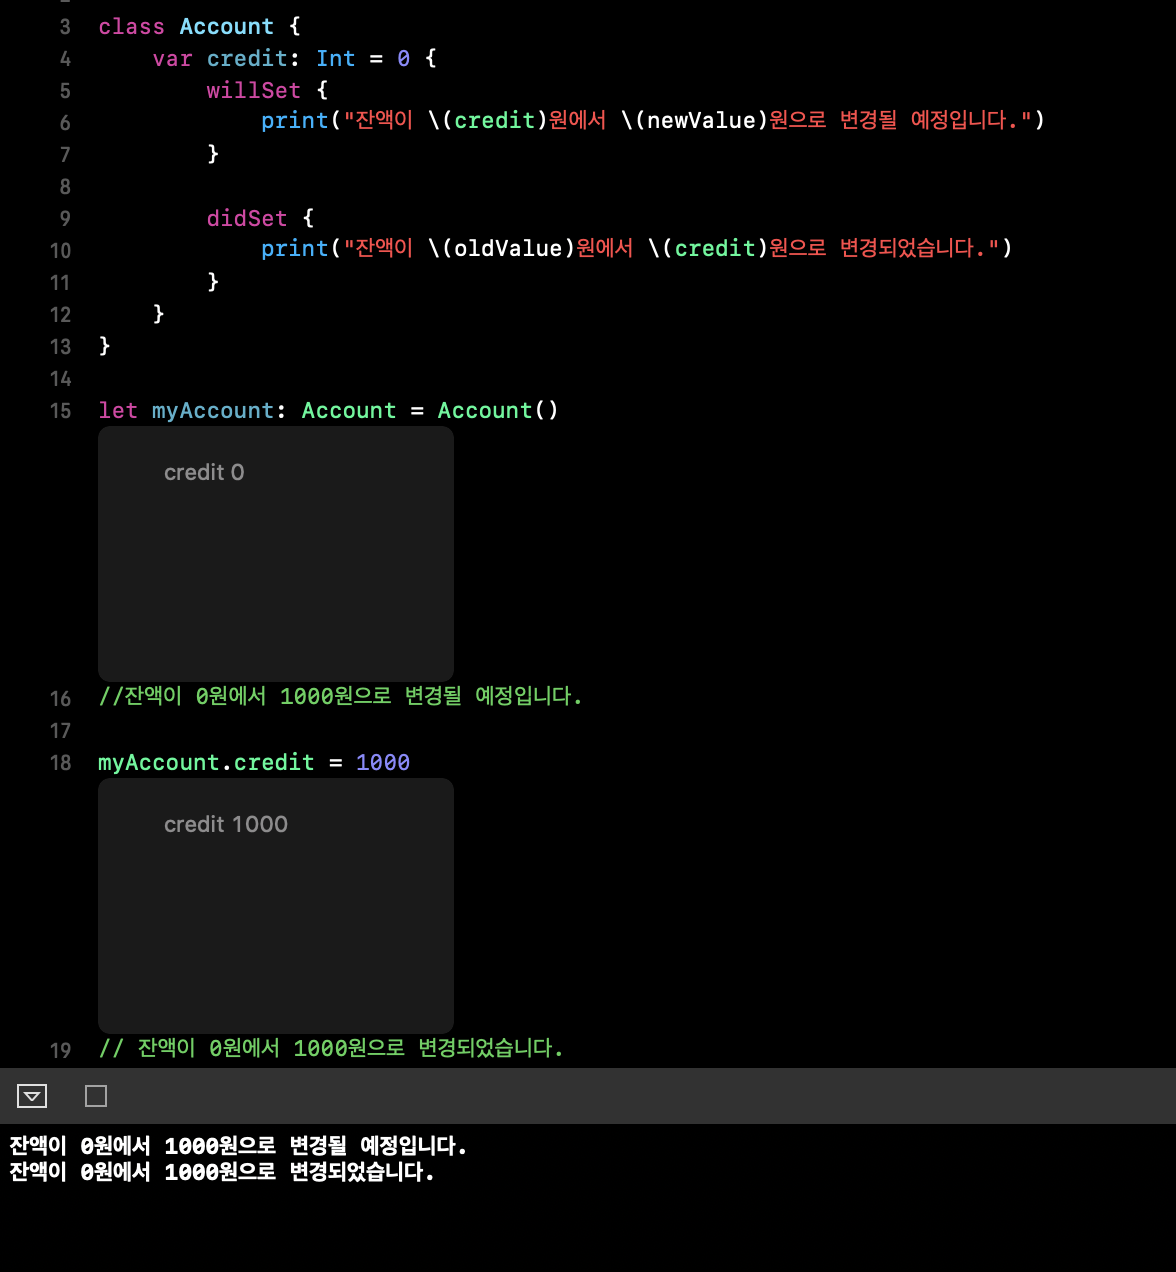 3 class Account {
4 var credit: Int = 0 {
5 willSet {
6 print("잔액이 \(credit)원에서 \(newValue)원으로 변경될 예정입니다.")
7 }
8
9 didSet {
10 print("잔액이 \(oldValue)원에서 \(credit)원으로 변경되었습니다.")
11 }
12 }
13 }
14
15 let myAccount: Account = Account()
credit 0
16 //잔액이 0원에서 1000원으로 변경될 예정입니다.
17
18 myAccount.credit = 1000
credit 1000
19 // 잔액이 0원에서 1000원으로 변경되었습니다.
잔액이 0원에서 1000원으로 변경될 예정입니다.
잔액이 0원에서 1000원으로 변경되었습니다.